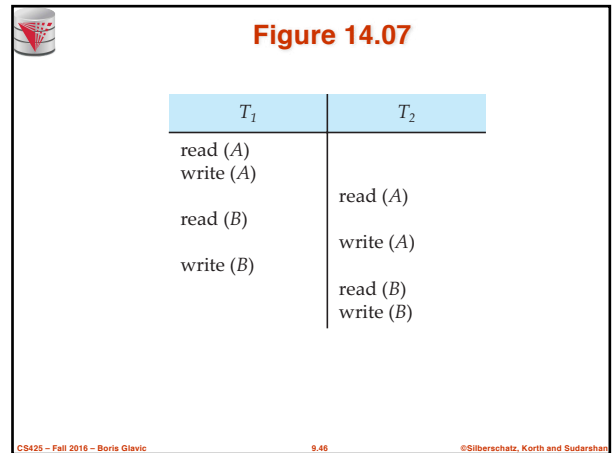 Figure 14.07
T1 T2
read (A)
write (A)
read (A)
read (B)
write (A)
write (B)
read (B)
write (B)
CS425 – Fall 2016 – Boris Glavic 9.46 ©Silberschatz, Korth and Sudarshan